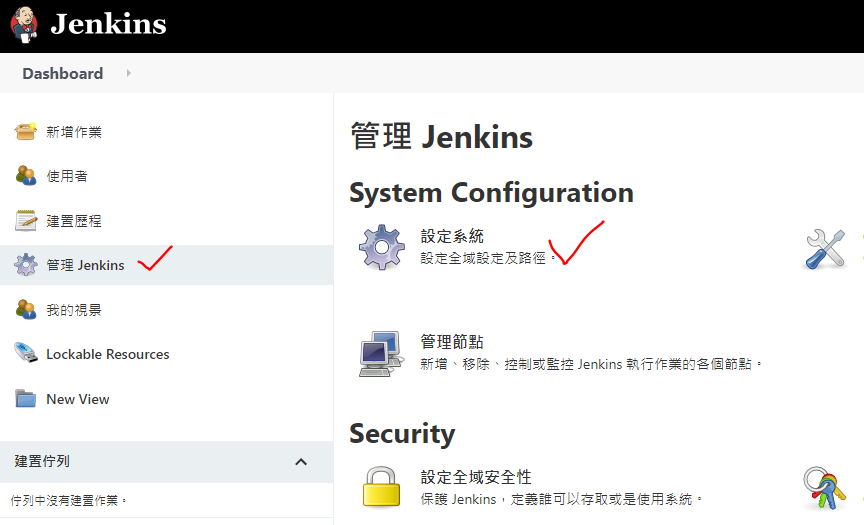 Jenkins
Dashboard
新增作業
使用者
建置歷程
管理 Jenkins
我的視景
Lockable Resources
New View
建置佇列
佇列中沒有建置作業。
管理 Jenkins
System Configuration
設定系統
設定全域設定及路徑。
管理節點
新增、移除、控制或監控 Jenkins 執行作業的各個節點。
Security
設定全域安全性
保護 Jenkins，定義誰可以存取或是使用系統。